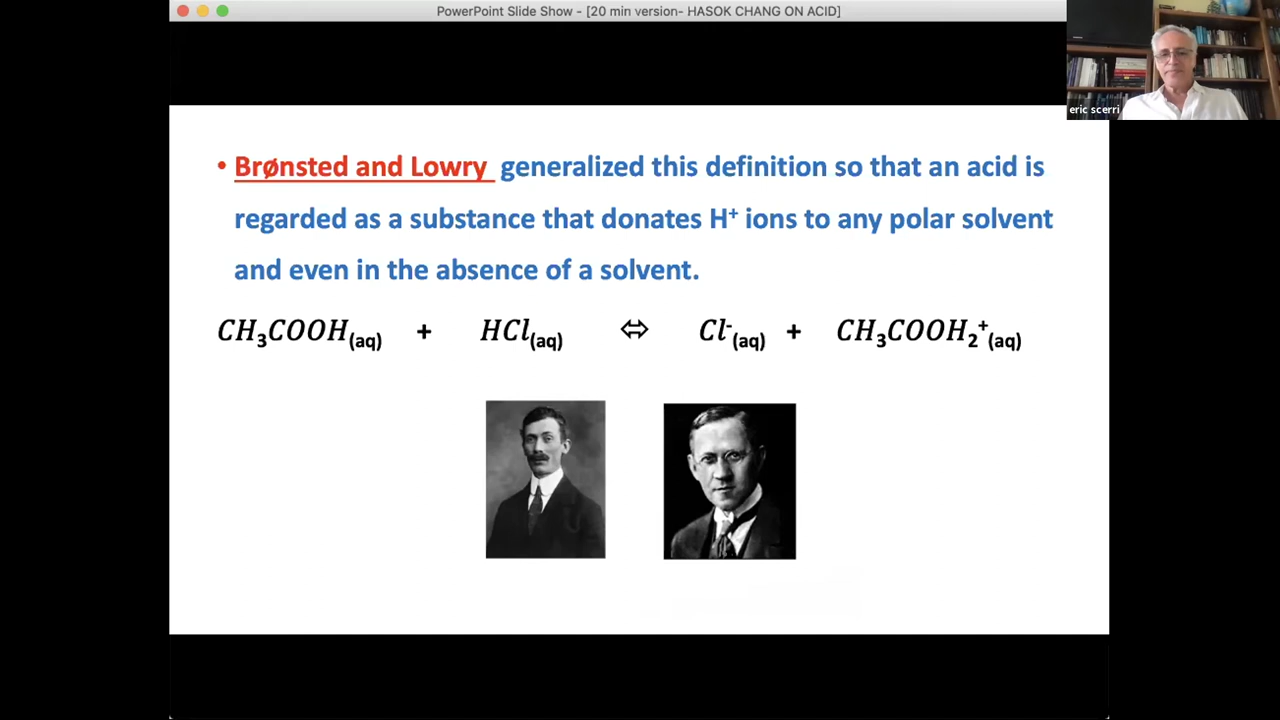 PowerPoint Slide Show - [20 min version- HASOK CHANG ON ACID]
eric scerri
• Brønsted and Lowry generalized this definition so that an acid is
regarded as a substance that donates H⁺ ions to any polar solvent
and even in the absence of a solvent.
CH₃COOH(aq) + HCl(aq) ⇔ Cl⁻(aq) + CH₃COOH₂⁺(aq)